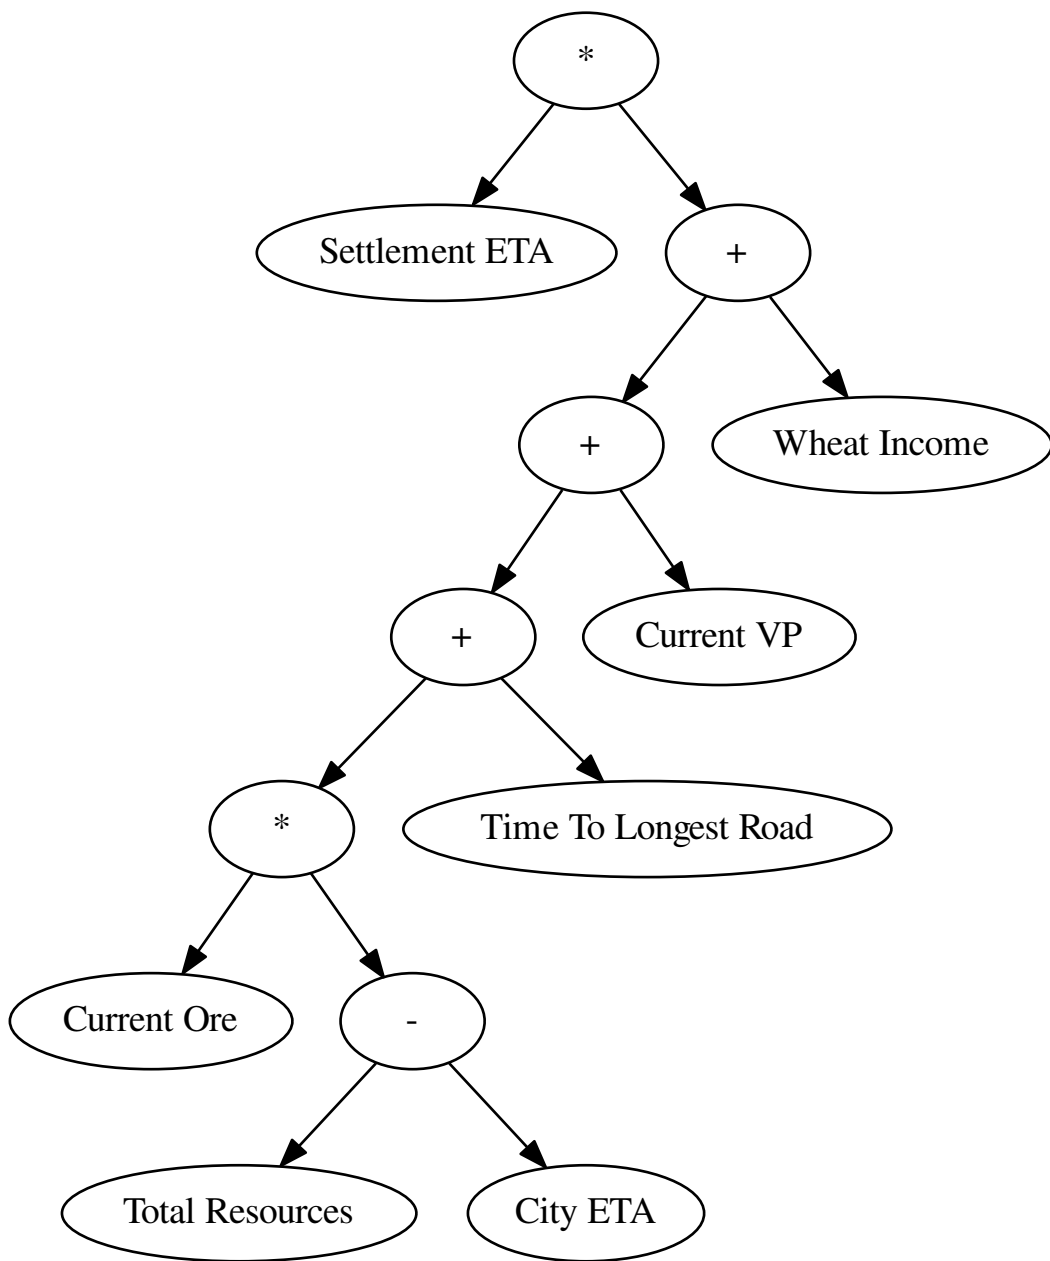 *
Settlement ETA
+
+
Wheat Income
+
Current VP
*
Time To Longest Road
Current Ore
-
Total Resources
City ETA